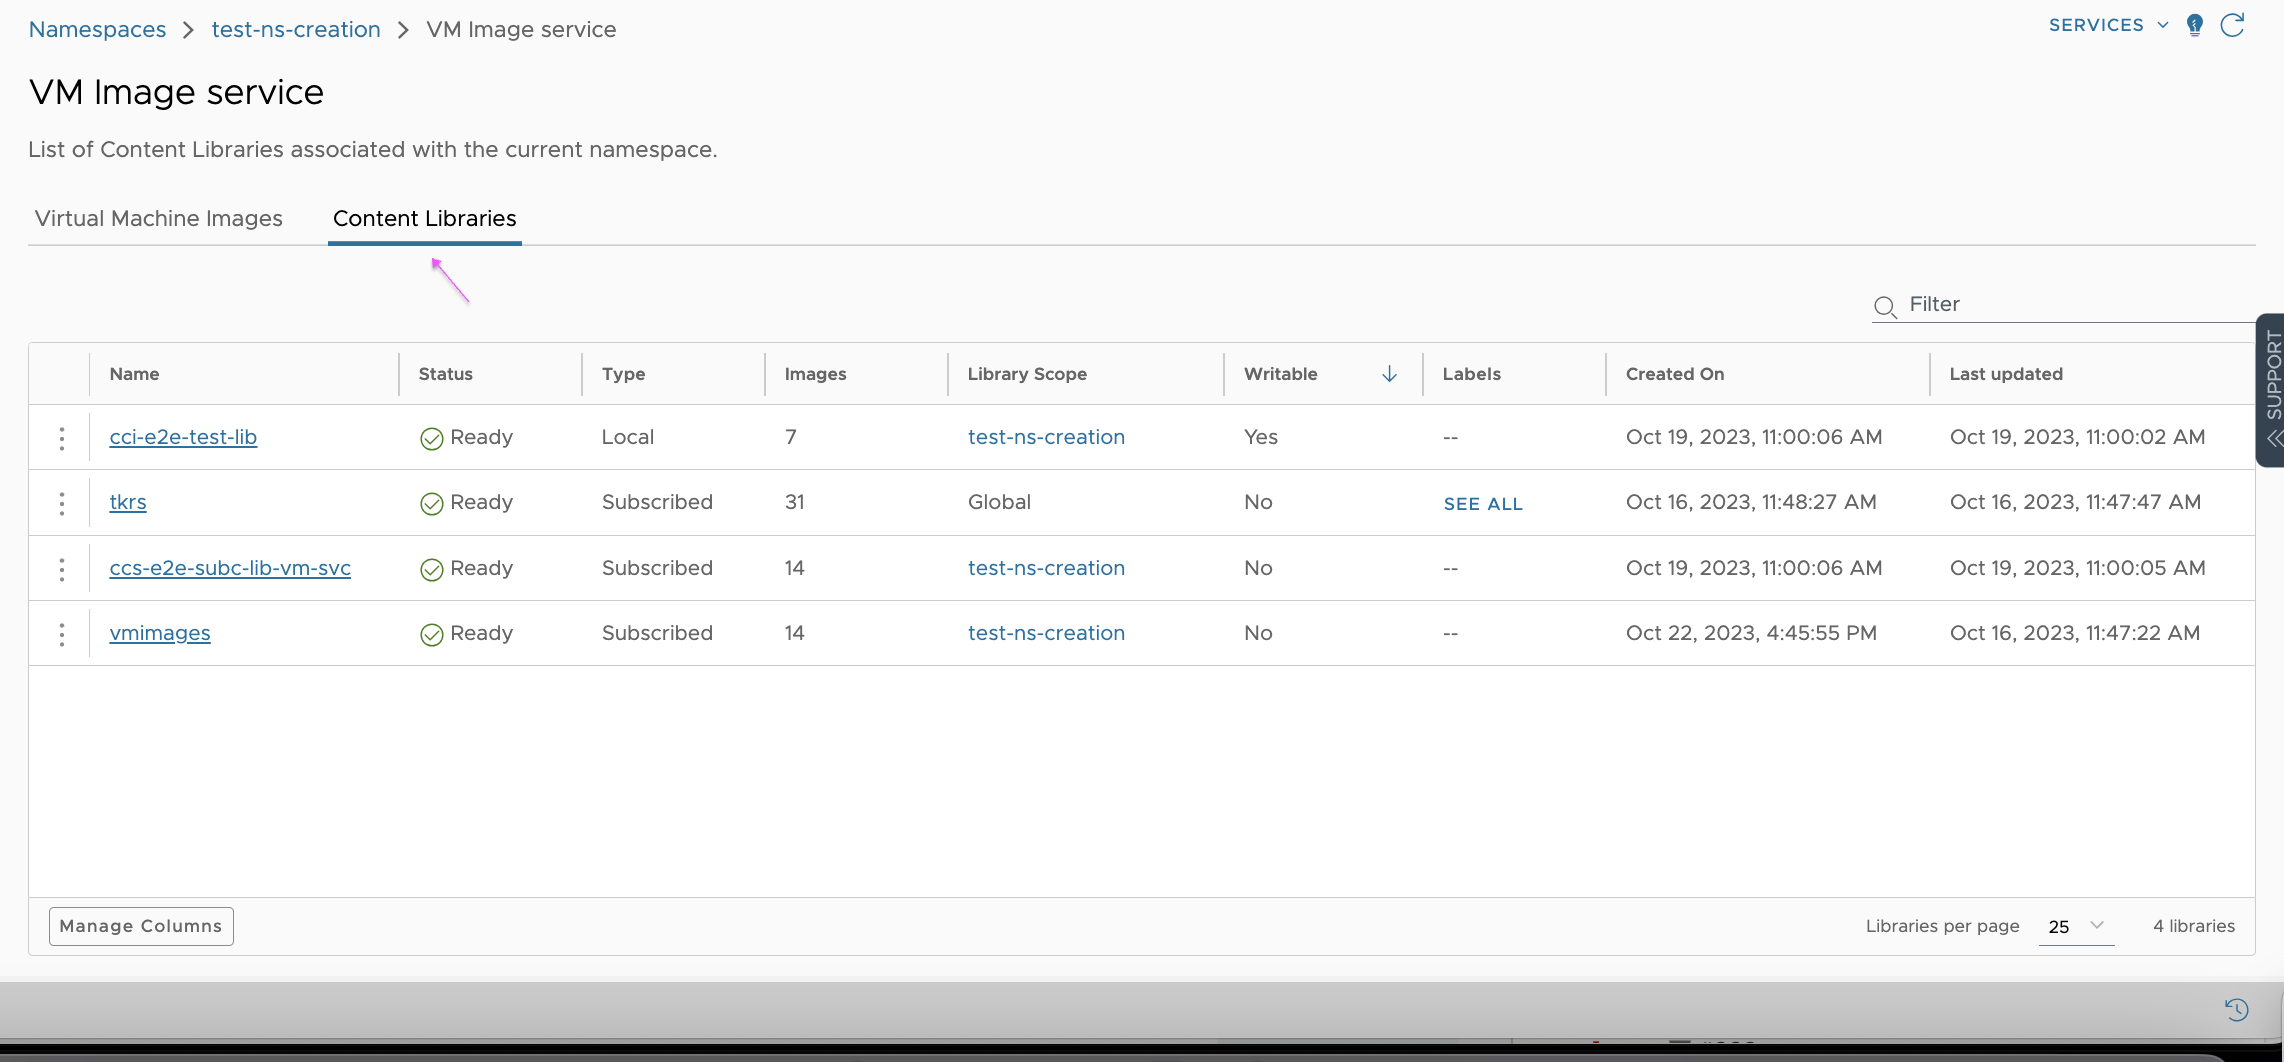 Namespaces > test-ns-creation > VM Image service
SERVICES
VM Image service
List of Content Libraries associated with the current namespace.
Virtual Machine Images Content Libraries
Filter
SUPPORT
Name Status Type Images Library Scope Writable Labels Created On Last updated
cci-e2e-test-lib Ready Local 7 test-ns-creation Yes -- Oct 19, 2023, 11:00:06 AM Oct 19, 2023, 11:00:02 AM
tkrs Ready Subscribed 31 Global No SEE ALL Oct 16, 2023, 11:48:27 AM Oct 16, 2023, 11:47:47 AM
ccs-e2e-subc-lib-vm-svc Ready Subscribed 14 test-ns-creation No -- Oct 19, 2023, 11:00:06 AM Oct 19, 2023, 11:00:05 AM
vmimages Ready Subscribed 14 test-ns-creation No -- Oct 22, 2023, 4:45:55 PM Oct 16, 2023, 11:47:22 AM
Manage Columns Libraries per page 25 4 libraries